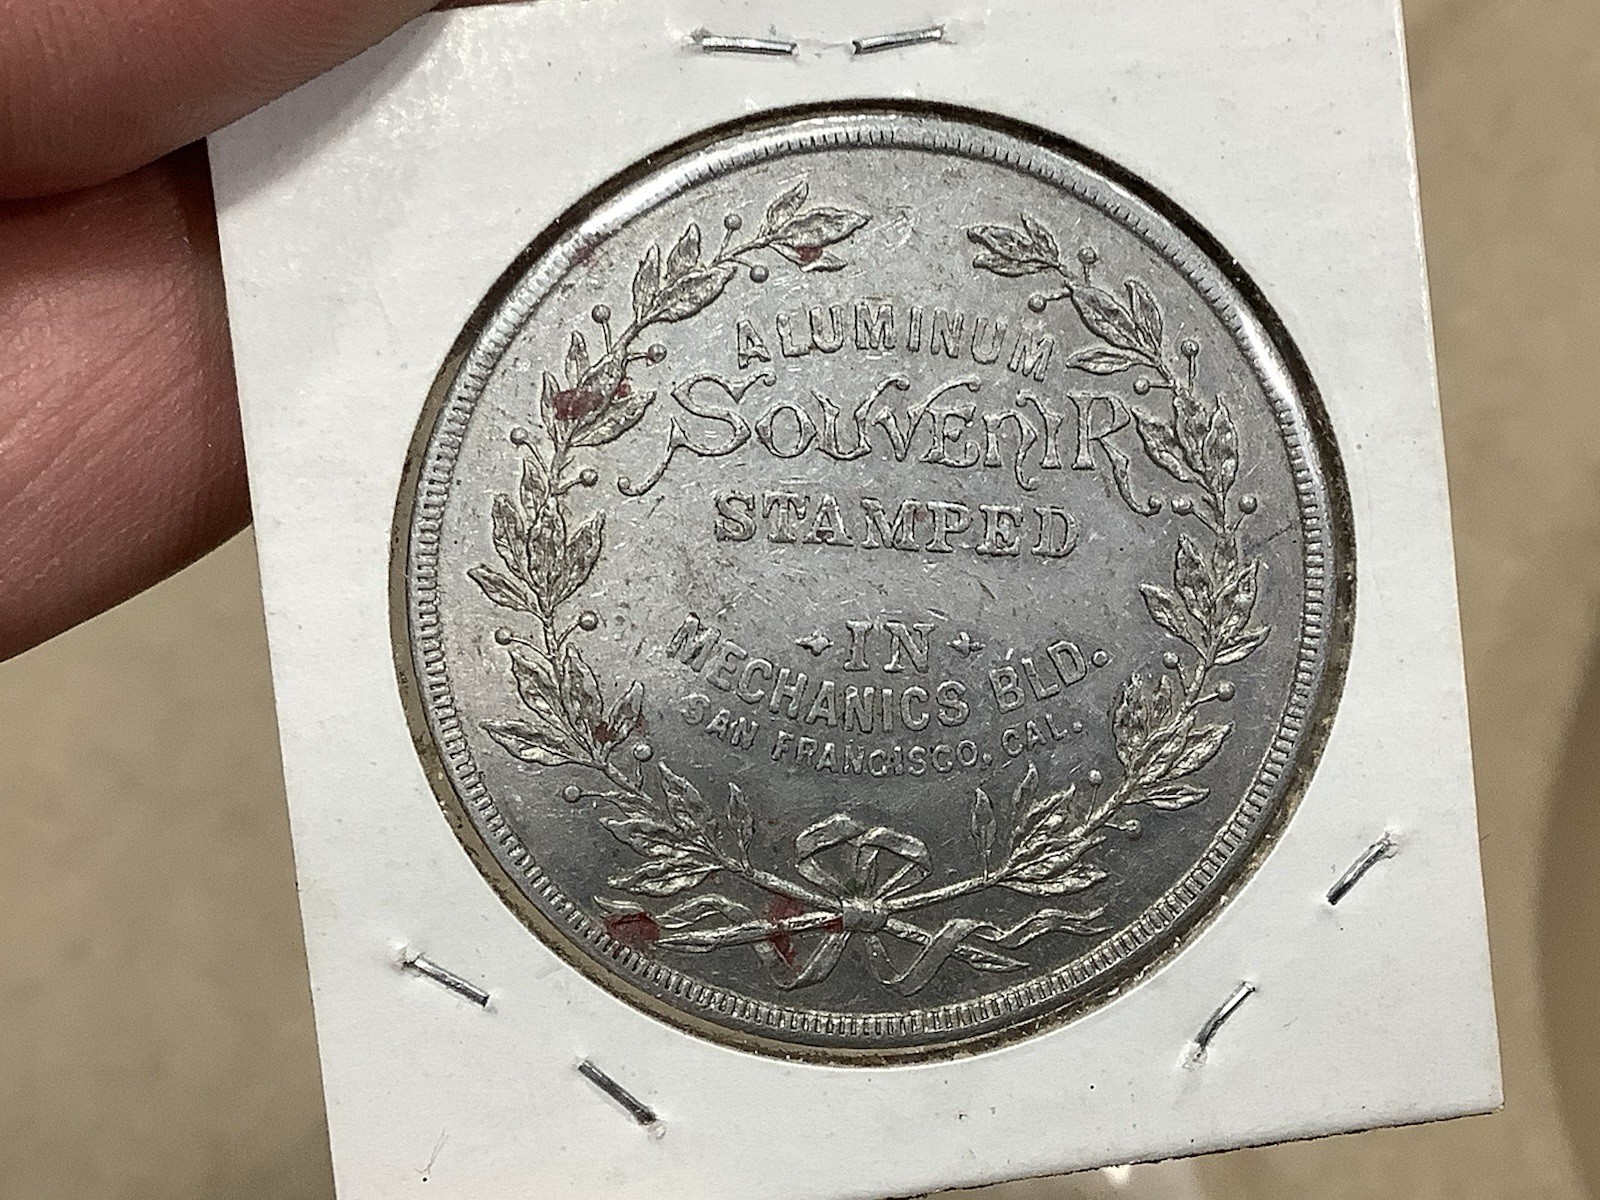 ALUMINUM
SOUVENIR
STAMPED
IN
MECHANICS BLD.
SAN FRANCISCO, CAL.